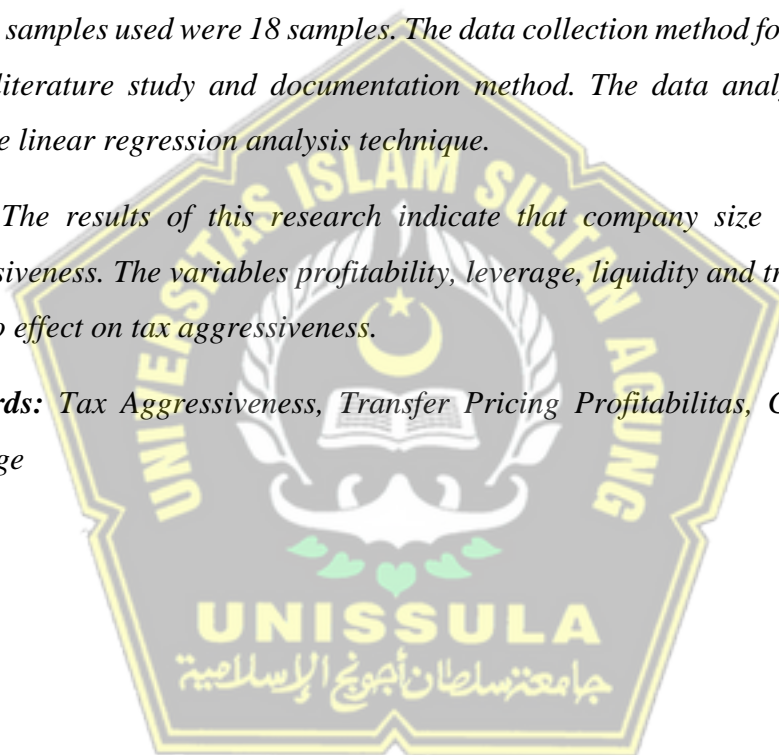 samples used were 18 samples. The data collection method fo
literature study and documentation method. The data analy
e linear regression analysis technique.
The results of this research indicate that company size
siveness. The variables profitability, leverage, liquidity and tr
o effect on tax aggressiveness.
rds: Tax Aggressiveness, Transfer Pricing Profitabilitas, C
ge
UNIVERSITAS ISLAM SULTAN AGUNG
UNISSULA
جامعننسلطان أجونج الإسلامية